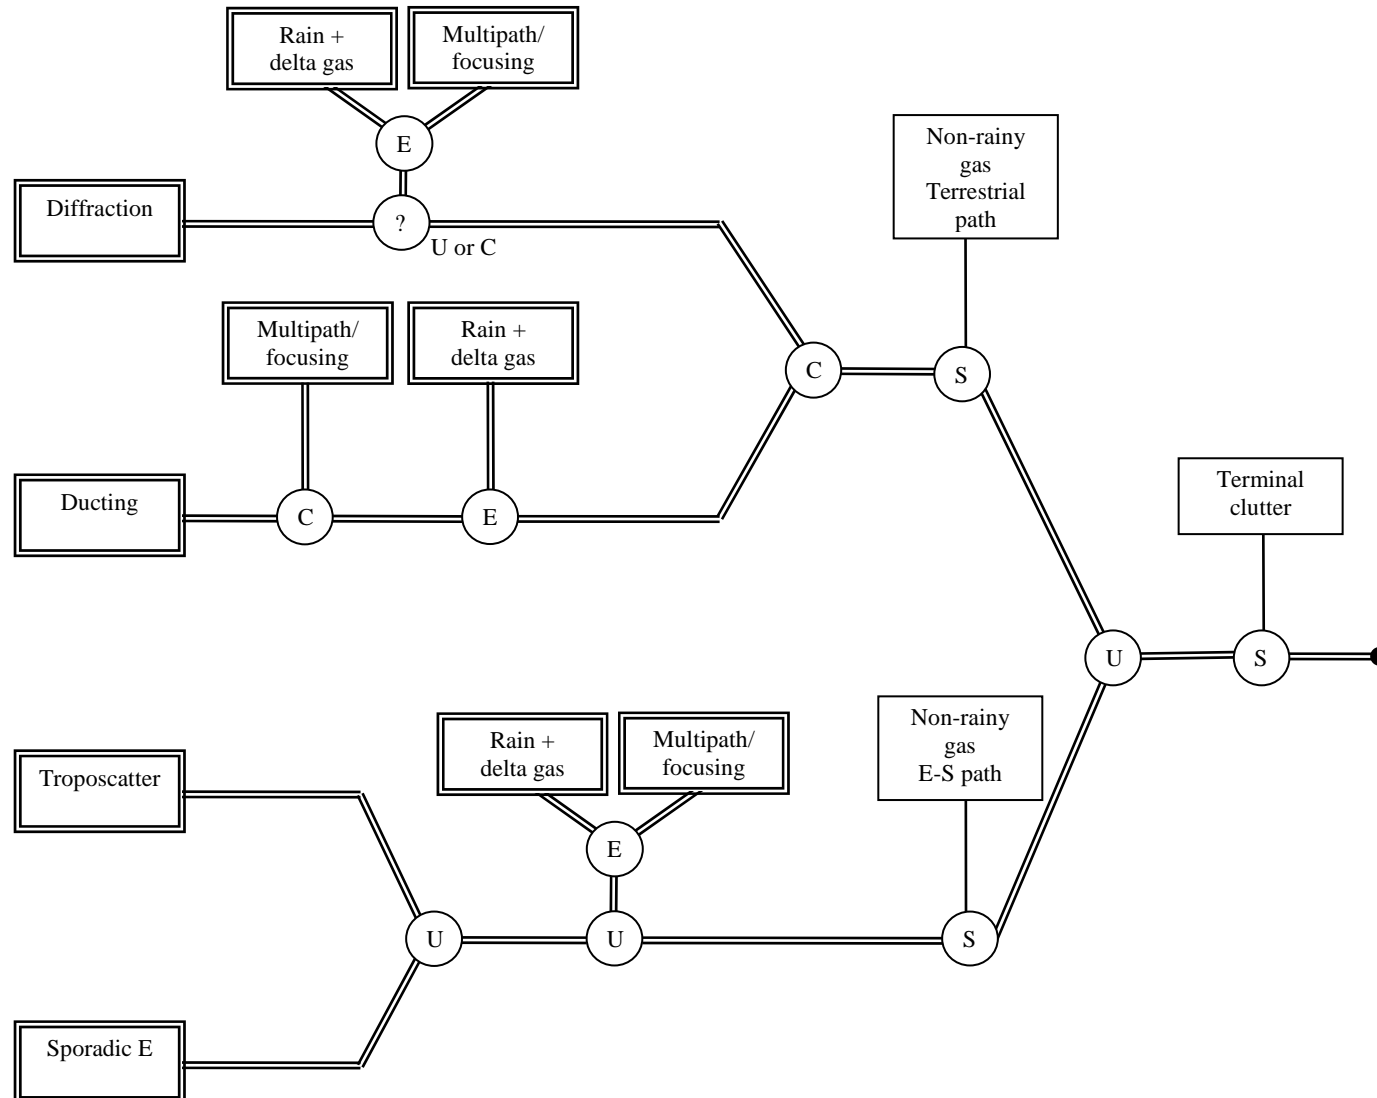 Rain +
delta gas
Multipath/
focusing
E
Non-rainy
gas
Terrestrial
path
Diffraction
?
U or C
Multipath/
focusing
Rain +
delta gas
C
S
Ducting
C
E
Terminal
clutter
U
S
Rain +
delta gas
Multipath/
focusing
Non-rainy
gas
E-S path
Troposcatter
E
U
U
S
Sporadic E